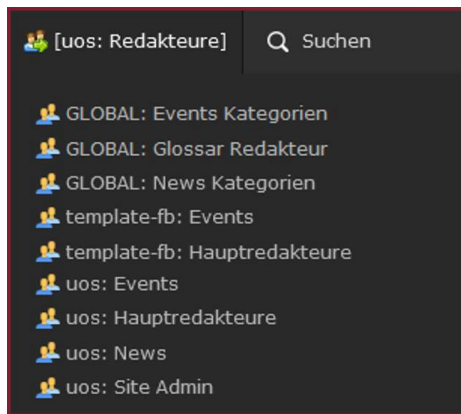 [uos: Redakteure] Suchen
GLOBAL: Events Kategorien
GLOBAL: Glossar Redakteur
GLOBAL: News Kategorien
template-fb: Events
template-fb: Hauptredakteure
uos: Events
uos: Hauptredakteure
uos: News
uos: Site Admin